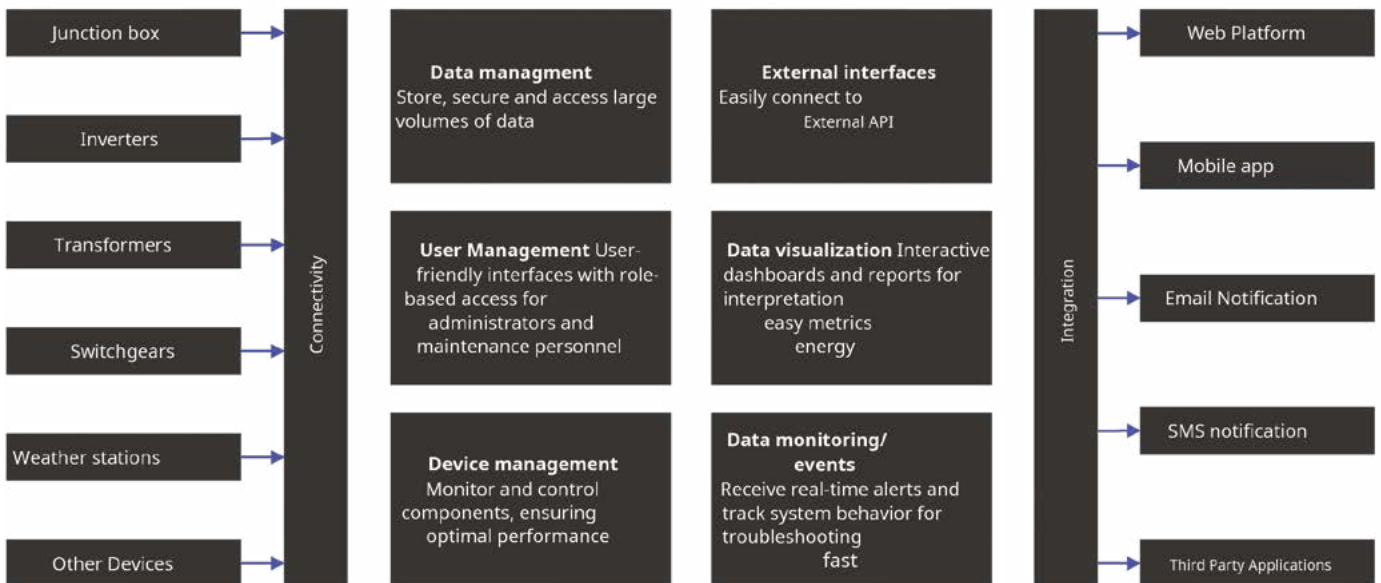 Junction box
Inverters
Transformers
Switchgears
Weather stations
Other Devices
Connectivity
Data managment
Store, secure and access large
volumes of data
External interfaces
Easily connect to
External API
User Management User-
friendly interfaces with role-
based access for
administrators and
maintenance personnel
Data visualization Interactive
dashboards and reports for
interpretation
easy metrics
energy
Device management
Monitor and control
components, ensuring
optimal performance
Data monitoring/
events
Receive real-time alerts and
track system behavior for
troubleshooting
fast
Integration
Web Platform
Mobile app
Email Notification
SMS notification
Third Party Applications